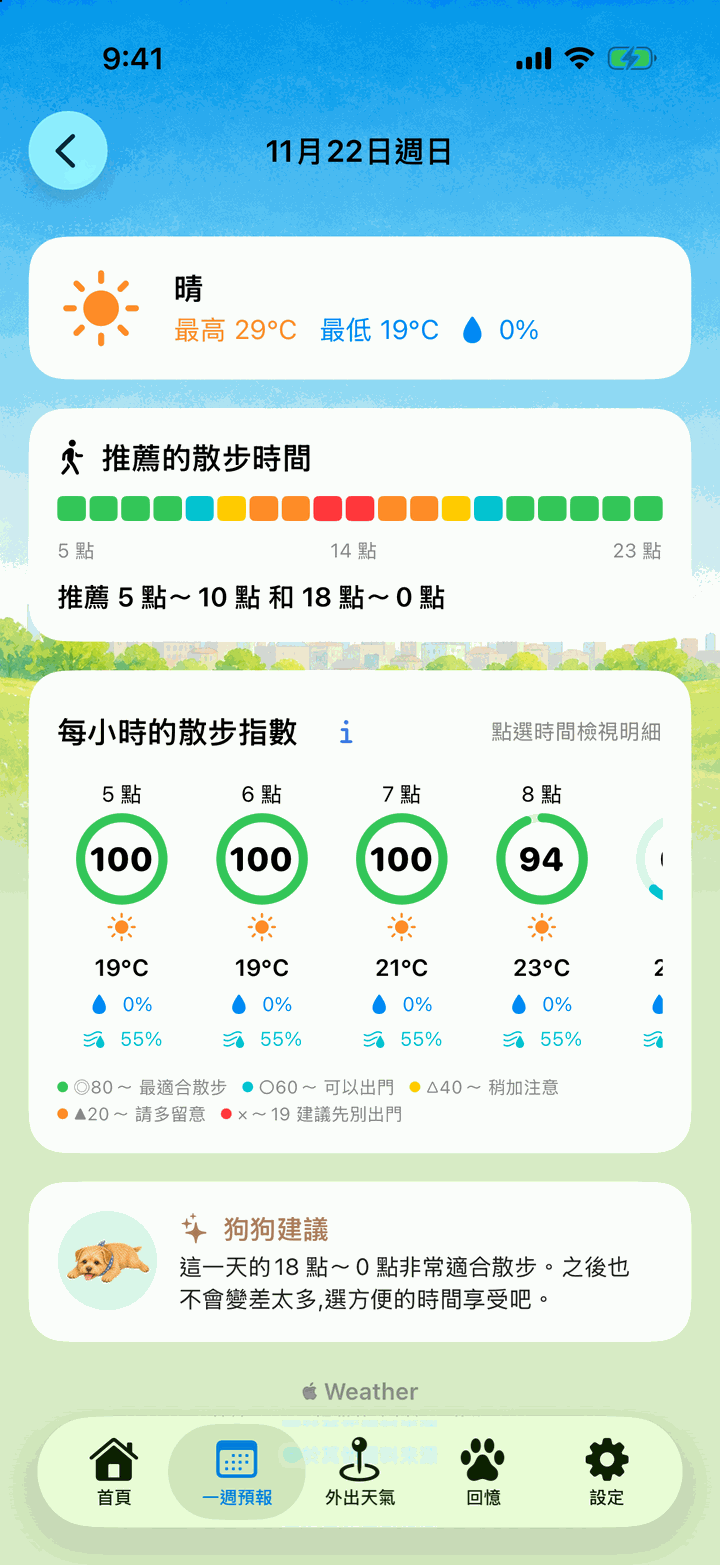 9:41
11月22日週日
晴
最高 29°C 最低 19°C 0%
推薦的散步時間
5 點 14 點 23 點
推薦 5 點～10 點 和 18 點～0 點
每小時的散步指數 i 點選時間檢視明細
5 點 6 點 7 點 8 點
100 100 100 94
19°C 19°C 21°C 23°C 2
0% 0% 0% 0%
55% 55% 55% 55%
◎80～ 最適合散步 ○60～ 可以出門 △40～ 稍加注意
▲20～ 請多留意 ×～19 建議先別出門
狗狗建議
這一天的18 點～0 點非常適合散步。之後也
不會變差太多,選方便的時間享受吧。
Weather
首頁 一週預報 外出天氣 回憶 設定